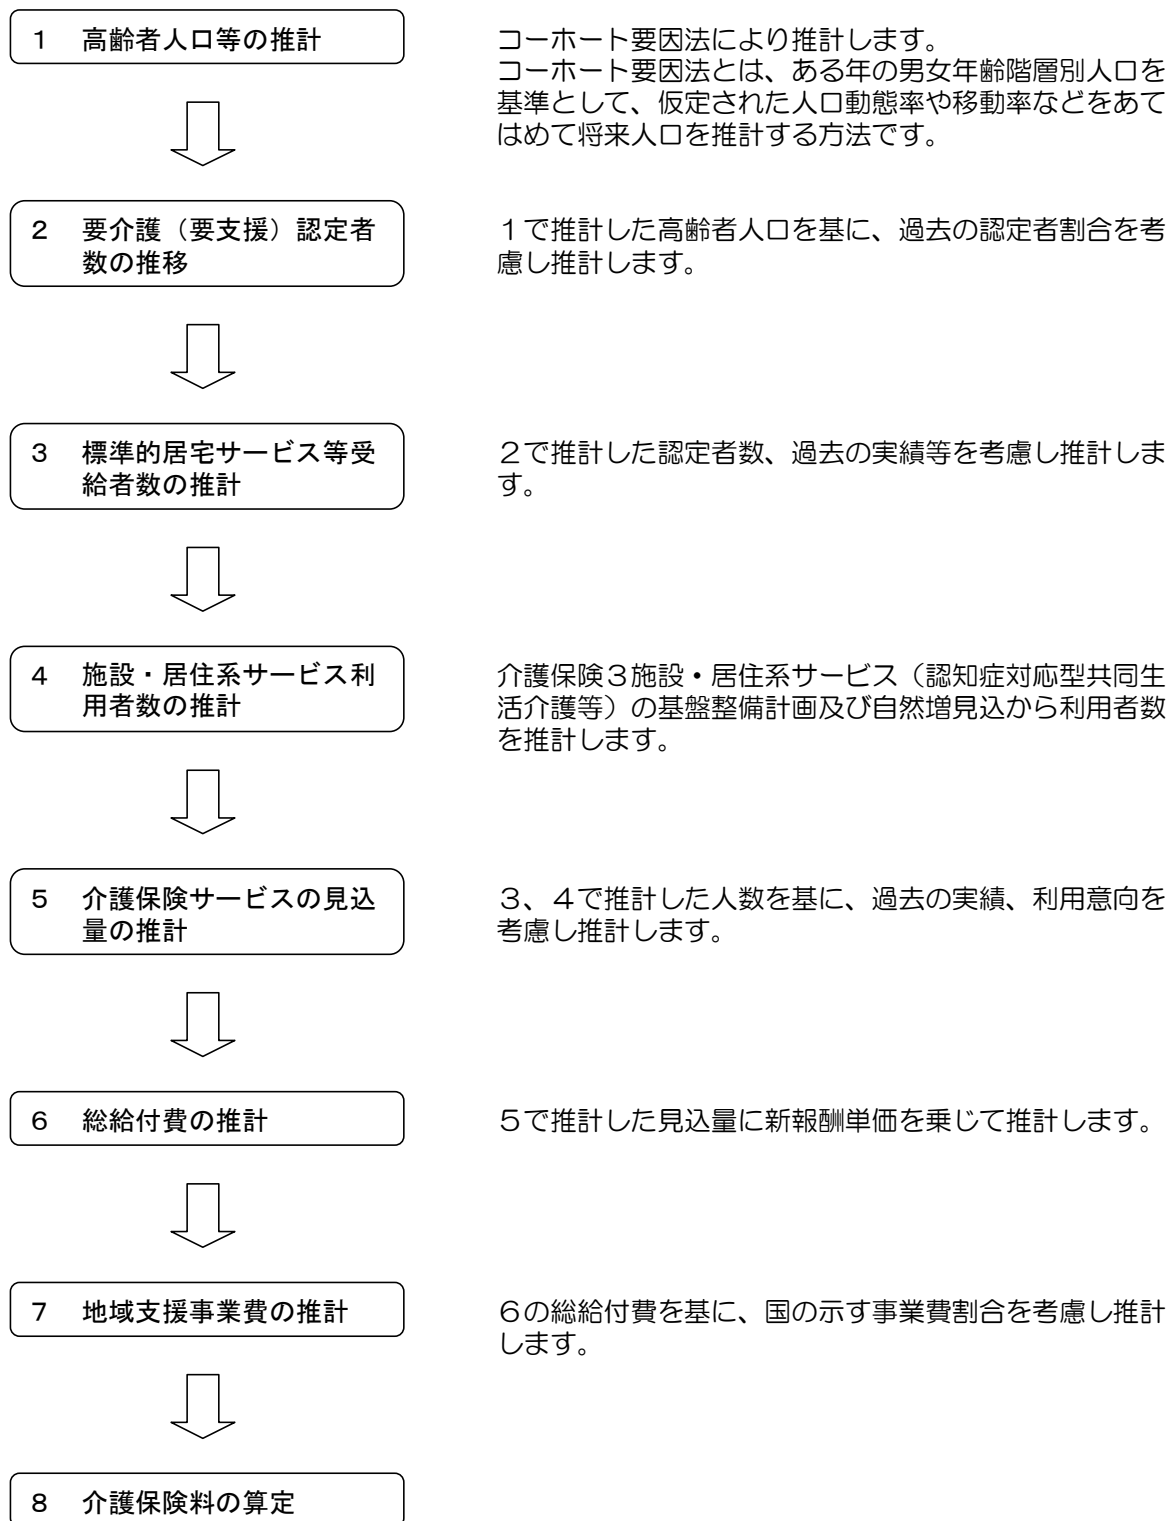 １　高齢者人口等の推計
コーホート要因法により推計します。
コーホート要因法とは、ある年の男女年齢階層別人口を
基準として、仮定された人口動態率や移動率などをあて
はめて将来人口を推計する方法です。
２　要介護（要支援）認定者
数の推移
１で推計した高齢者人口を基に、過去の認定者割合を考
慮し推計します。
３　標準的居宅サービス等受
給者数の推計
２で推計した認定者数、過去の実績等を考慮し推計しま
す。
４　施設・居住系サービス利
用者数の推計
介護保険３施設・居住系サービス（認知症対応型共同生
活介護等）の基盤整備計画及び自然増見込から利用者数
を推計します。
５　介護保険サービスの見込
量の推計
３、４で推計した人数を基に、過去の実績、利用意向を
考慮し推計します。
６　総給付費の推計
５で推計した見込量に新報酬単価を乗じて推計します。
７　地域支援事業費の推計
６の総給付費を基に、国の示す事業費割合を考慮し推計
します。
８　介護保険料の算定